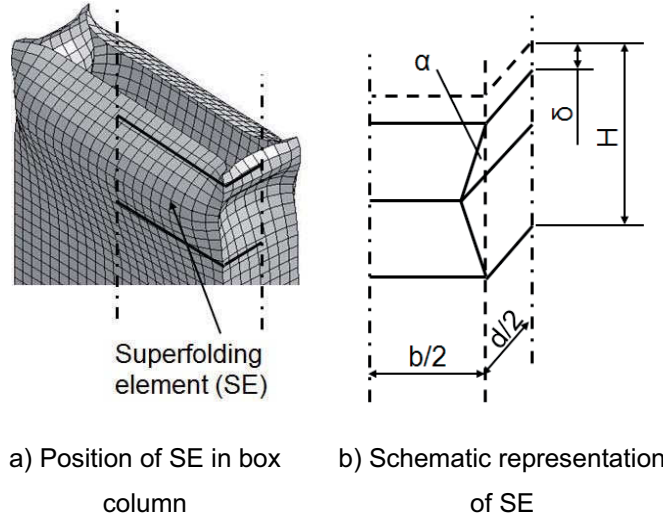 α
δ
H
Superfolding
element (SE)
b/2
d/2
a) Position of SE in box
column
b) Schematic representation
of SE